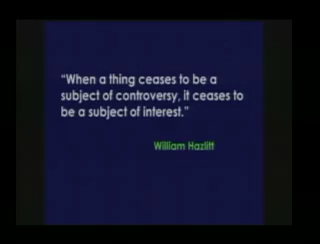 “When a thing ceases to be a
subject of controversy, it ceases to
be a subject of interest.”
William Hazlitt